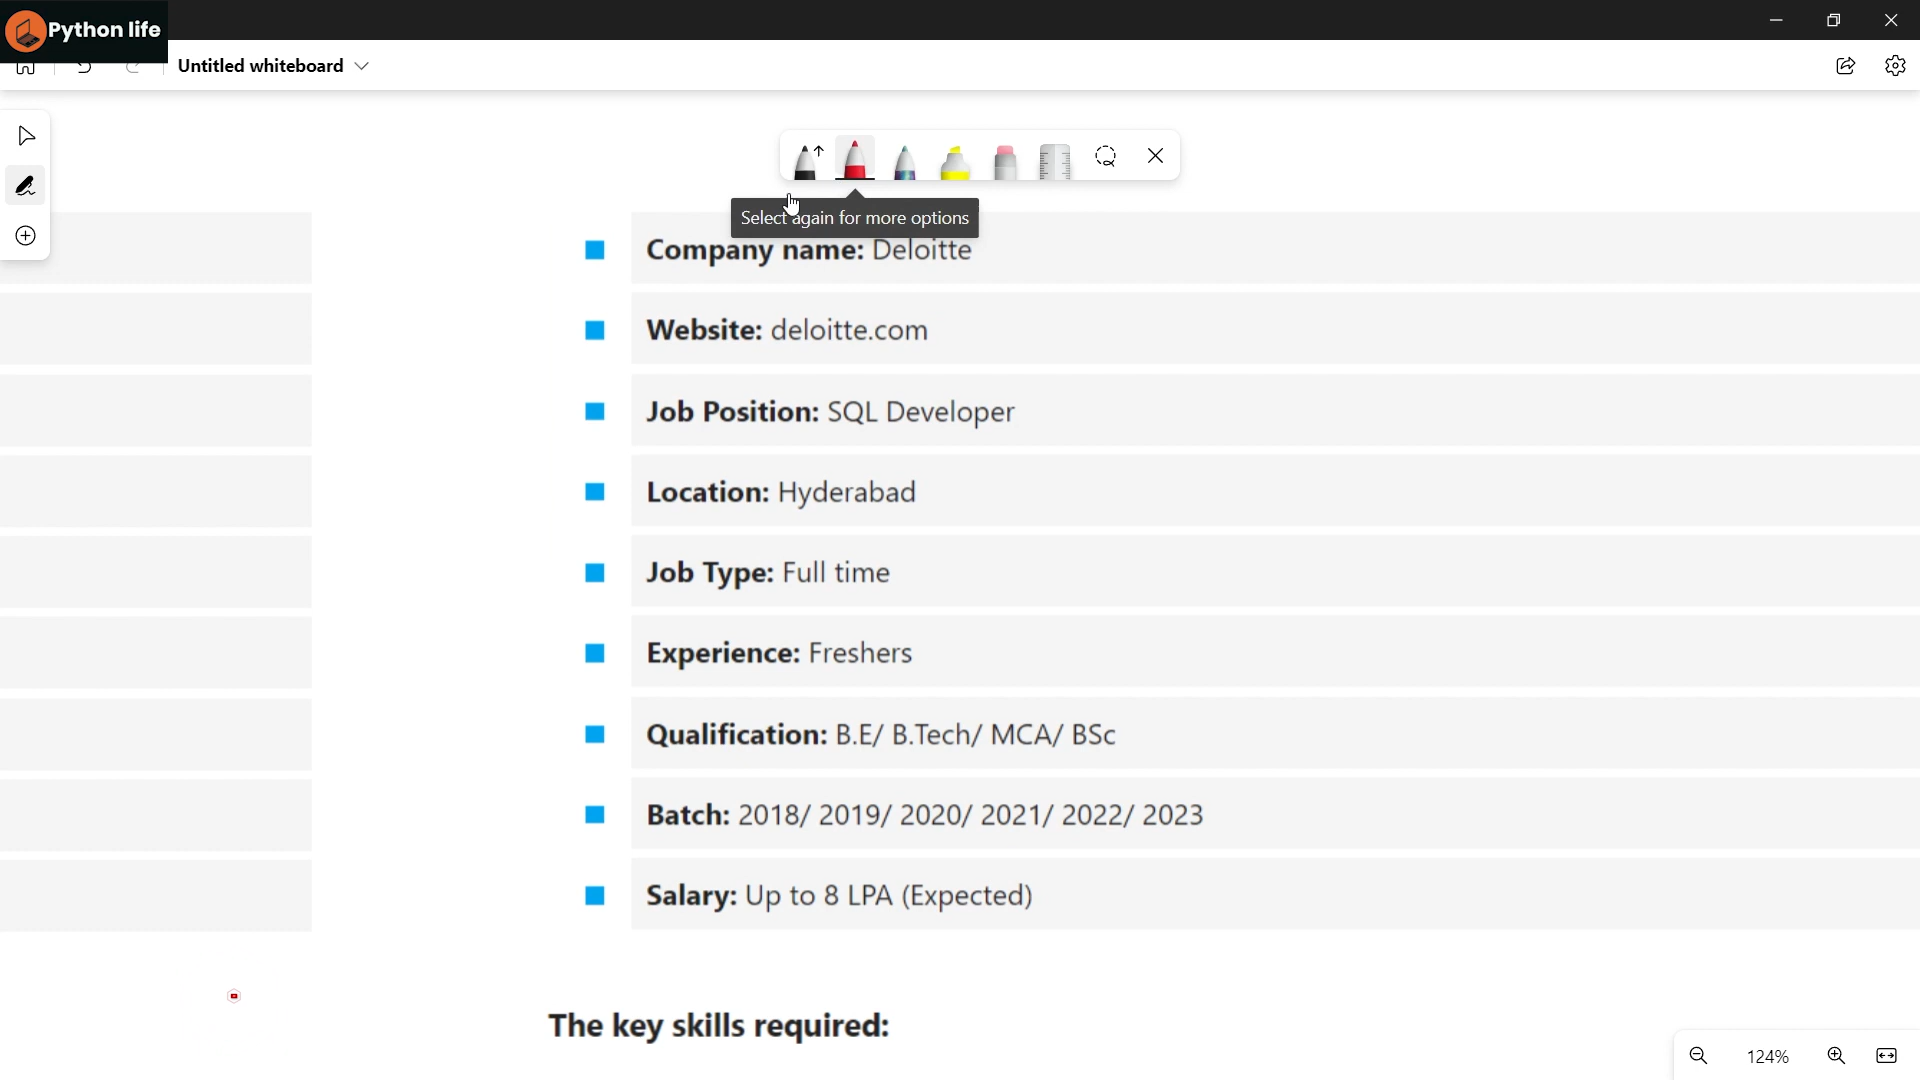 Python life
Untitled whiteboard
Select again for more options
Company name: Deloitte
Website: deloitte.com
Job Position: SQL Developer
Location: Hyderabad
Job Type: Full time
Experience: Freshers
Qualification: B.E/ B.Tech/ MCA/ BSc
Batch: 2018/ 2019/ 2020/ 2021/ 2022/ 2023
Salary: Up to 8 LPA (Expected)
The key skills required:
124%